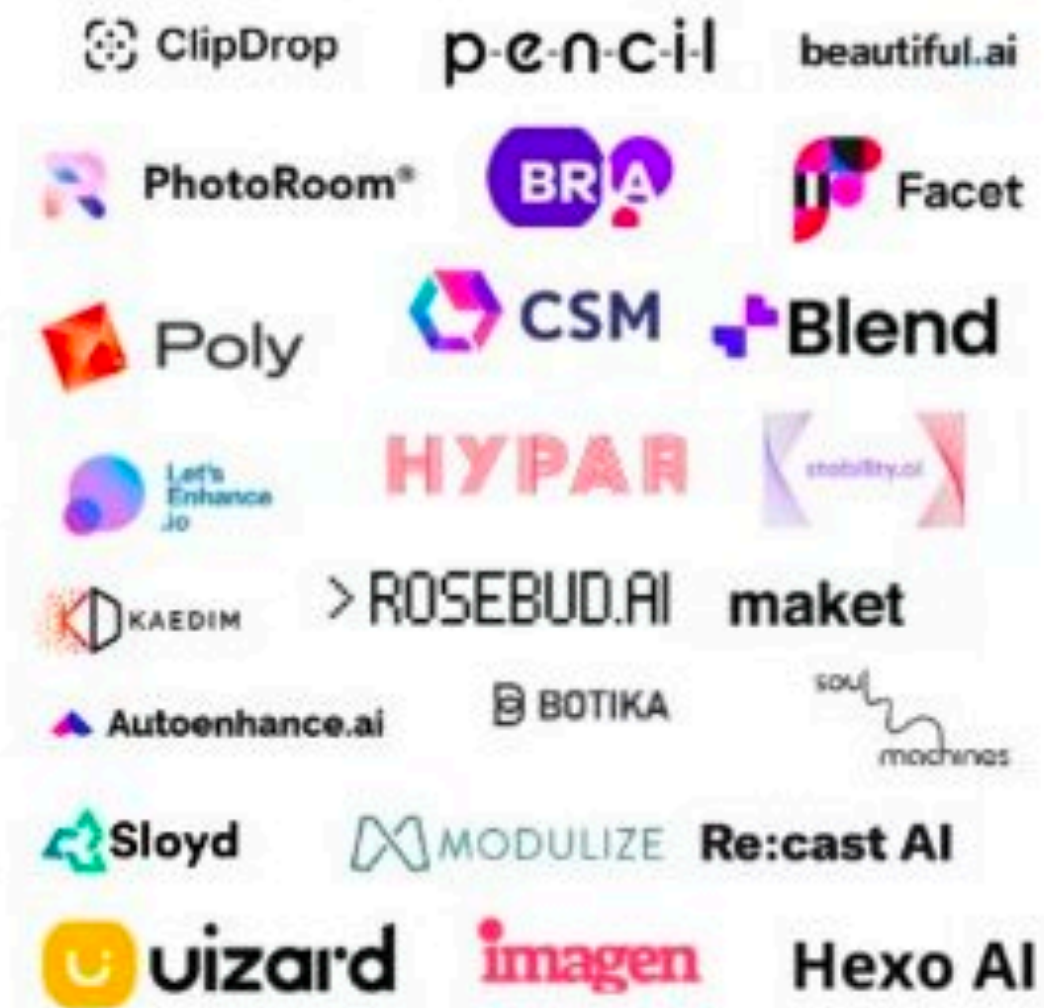 ClipDrop
p-e-n-c-i-l
beautiful.ai
PhotoRoom®
BRIA
Facet
Poly
CSM
Blend
Let's
Enhance
.io
HYPAR
stability.ai
KAEDIM
>ROSEBUD.AI
maket
Autoenhance.ai
BOTIKA
soul
machines
Sloyd
MODULIZE
Re:cast AI
uizard
imagen
Hexo AI